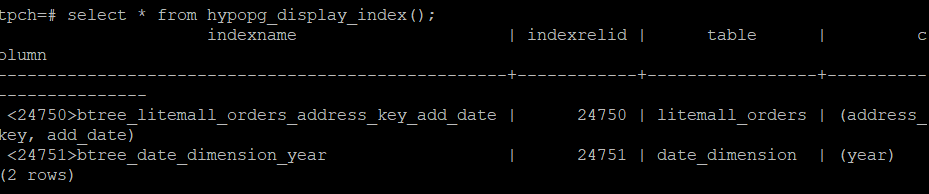 tpch=# select * from hypopg_display_index();
                     indexname                     | indexrelid |      table      |         c
olumn
---------------------------------------------------+------------+-----------------+----------
---------------
 <24750>btree_litemall_orders_address_key_add_date |      24750 | litemall_orders | (address_
key, add_date)
 <24751>btree_date_dimension_year                  |      24751 | date_dimension  | (year)
(2 rows)